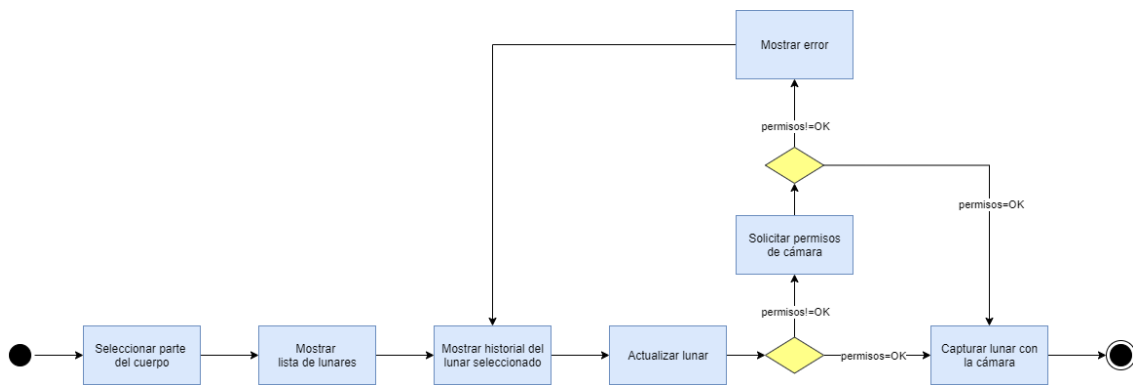 Mostrar error
permisos!=OK
permisos=OK
Solicitar permisos
de cámara
permisos!=OK
Seleccionar parte
del cuerpo
Mostrar
lista de lunares
Mostrar historial del
lunar seleccionado
Actualizar lunar
permisos=OK
Capturar lunar con
la cámara